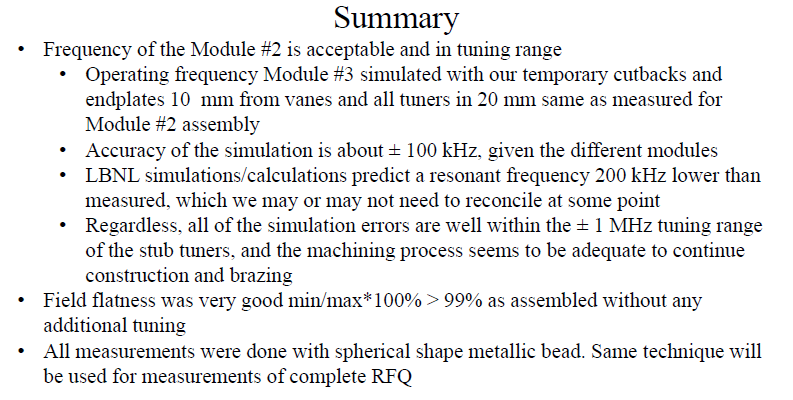 Summary
• Frequency of the Module #2 is acceptable and in tuning range
• Operating frequency Module #3 simulated with our temporary cutbacks and
endplates 10 mm from vanes and all tuners in 20 mm same as measured for
Module #2 assembly
• Accuracy of the simulation is about ± 100 kHz, given the different modules
• LBNL simulations/calculations predict a resonant frequency 200 kHz lower than
measured, which we may or may not need to reconcile at some point
• Regardless, all of the simulation errors are well within the ± 1 MHz tuning range
of the stub tuners, and the machining process seems to be adequate to continue
construction and brazing
• Field flatness was very good min/max*100% > 99% as assembled without any
additional tuning
• All measurements were done with spherical shape metallic bead. Same technique will
be used for measurements of complete RFQ